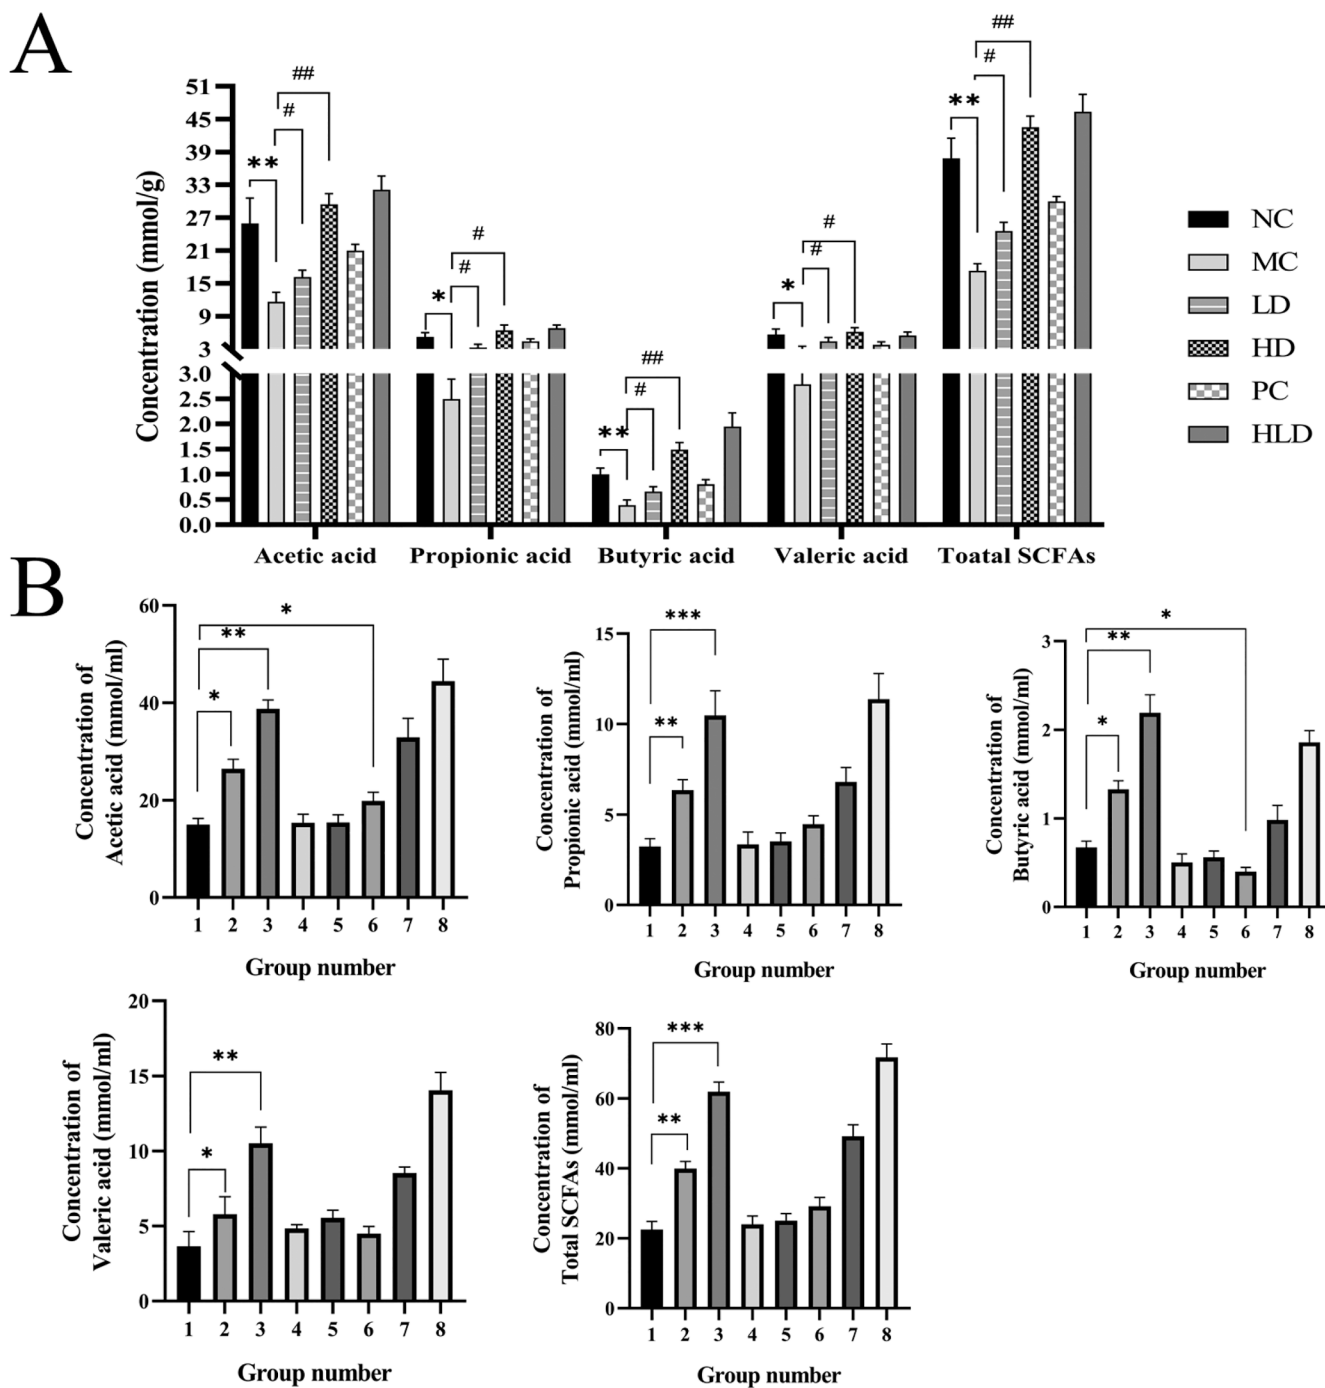 A
##
#
**
##
#
**
#
#
*
#
#
*
##
#
**
51
45
39
33
27
21
15
9
3
3.0
2.5
2.0
1.5
1.0
0.5
0.0
Concentration (mmol/g)
Acetic acid Propionic acid Butyric acid Valeric acid Toatal SCFAs
NC
MC
LD
HD
PC
HLD
B
60
40
20
0
Concentration of
Acetic acid (mmol/ml)
*
**
*
1 2 3 4 5 6 7 8
Group number
15
10
5
0
Concentration of
Propionic acid (mmol/ml)
***
**
1 2 3 4 5 6 7 8
Group number
3
2
1
0
Concentration of
Butyric acid (mmol/ml)
*
**
*
1 2 3 4 5 6 7 8
Group number
20
15
10
5
0
Concentration of
Valeric acid (mmol/ml)
**
*
1 2 3 4 5 6 7 8
Group number
80
60
40
20
0
Concentration of
Total SCFAs (mmol/ml)
***
**
1 2 3 4 5 6 7 8
Group number